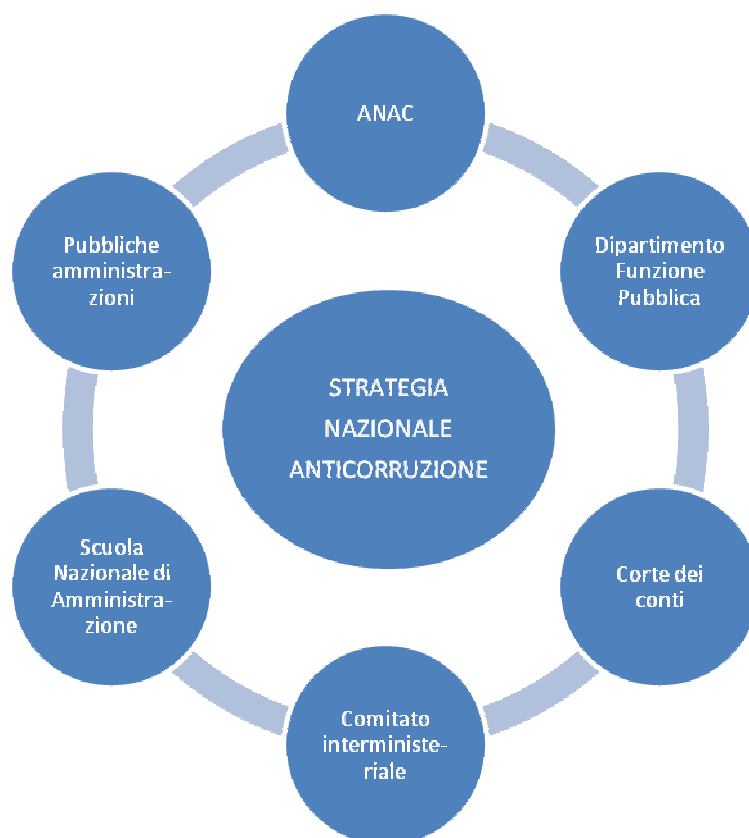 ANAC
Dipartimento
Funzione
Pubblica
Corte dei
conti
Comitato
interministe-
riale
Scuola
Nazionale di
Amministra-
zione
Pubbliche
amministra-
zioni
STRATEGIA
NAZIONALE
ANTICORRUZIONE